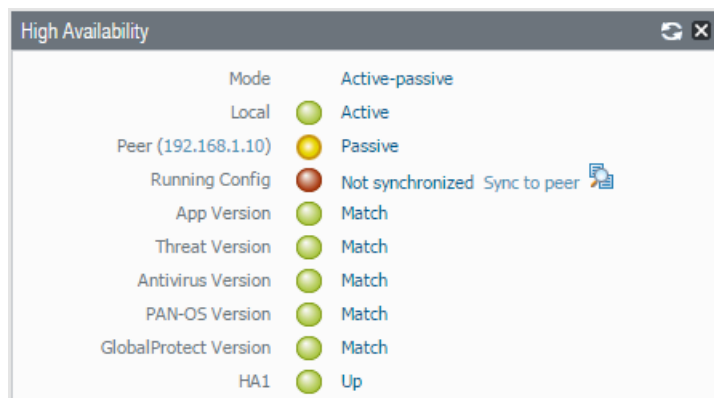 High Availability
Mode Active-passive
Local Active
Peer (192.168.1.10) Passive
Running Config Not synchronized Sync to peer
App Version Match
Threat Version Match
Antivirus Version Match
PAN-OS Version Match
GlobalProtect Version Match
HA1 Up